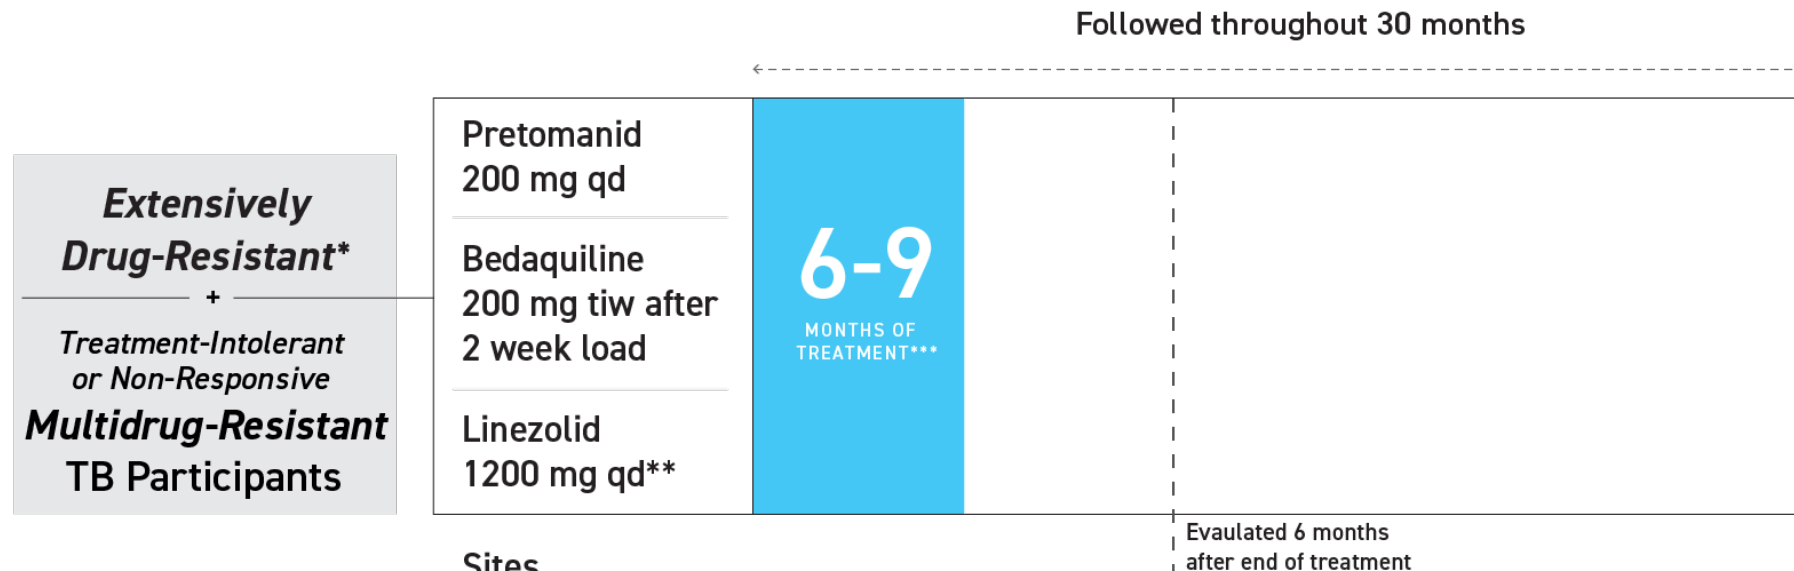 Followed throughout 30 months
Extensively
Drug-Resistant*
+
Treatment-Intolerant
or Non-Responsive
Multidrug-Resistant
TB Participants
Pretomanid
200 mg qd
Bedaquiline
200 mg tiw after
2 week load
Linezolid
1200 mg qd**
6-9
MONTHS OF
TREATMENT***
Evaulated 6 months
after end of treatment
Sites